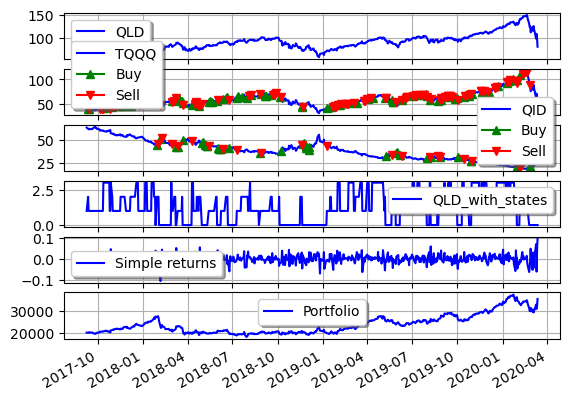 150
100
QLD
TQQQ
Buy
Sell
100
50
QID
Buy
Sell
50
25
2.5
0.0
QLD_with_states
0.1
0.0
−0.1
Simple returns
30000
20000
Portfolio
2017-10
2018-01
2018-04
2018-07
2018-10
2019-01
2019-04
2019-07
2019-10
2020-01
2020-04